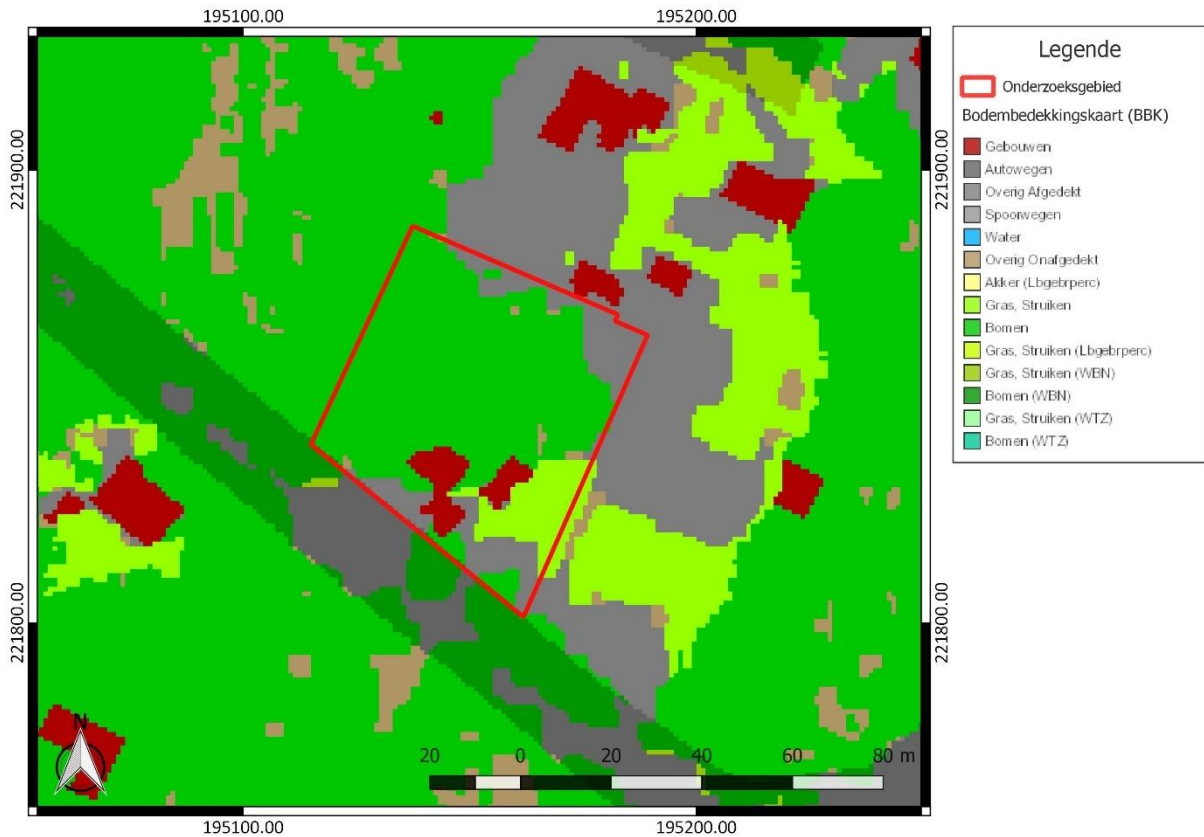 195100.00
195200.00
221900.00
221900.00
221800.00
221800.00
N
20 0 20 40 60 80 m
195100.00
195200.00
Legende
Onderzoeksgebied
Bodembedekkingskaart (BBK)
Gebouwen
Autowegen
Overig Afgedekt
Spoorwegen
Water
Overig Onafgedekt
Akker (Lbgebrperc)
Gras, Struiken
Bomen
Gras, Struiken (Lbgebrperc)
Gras, Struiken (WBN)
Bomen (WBN)
Gras, Struiken (WTZ)
Bomen (WTZ)